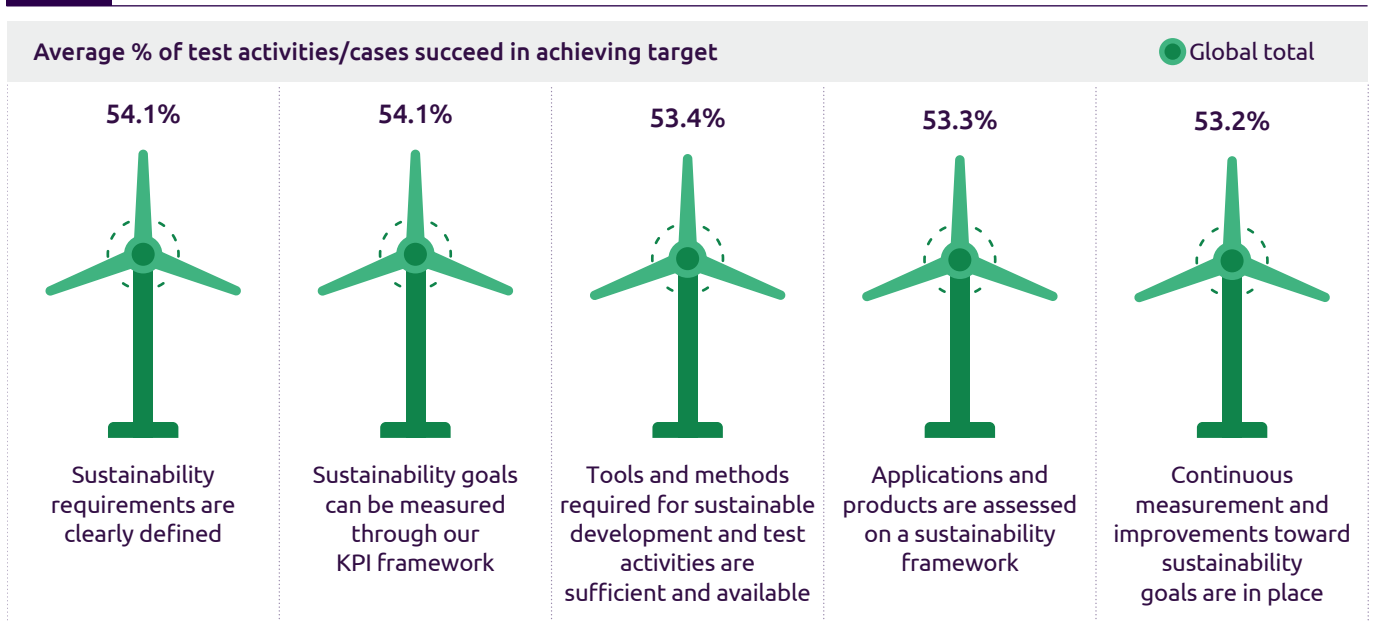 Average % of test activities/cases succeed in achieving target
Global total
54.1%
Sustainability
requirements are
clearly defined
54.1%
Sustainability goals
can be measured
through our
KPI framework
53.4%
Tools and methods
required for sustainable
development and test
activities are
sufficient and available
53.3%
Applications and
products are assessed
on a sustainability
framework
53.2%
Continuous
measurement and
improvements toward
sustainability
goals are in place